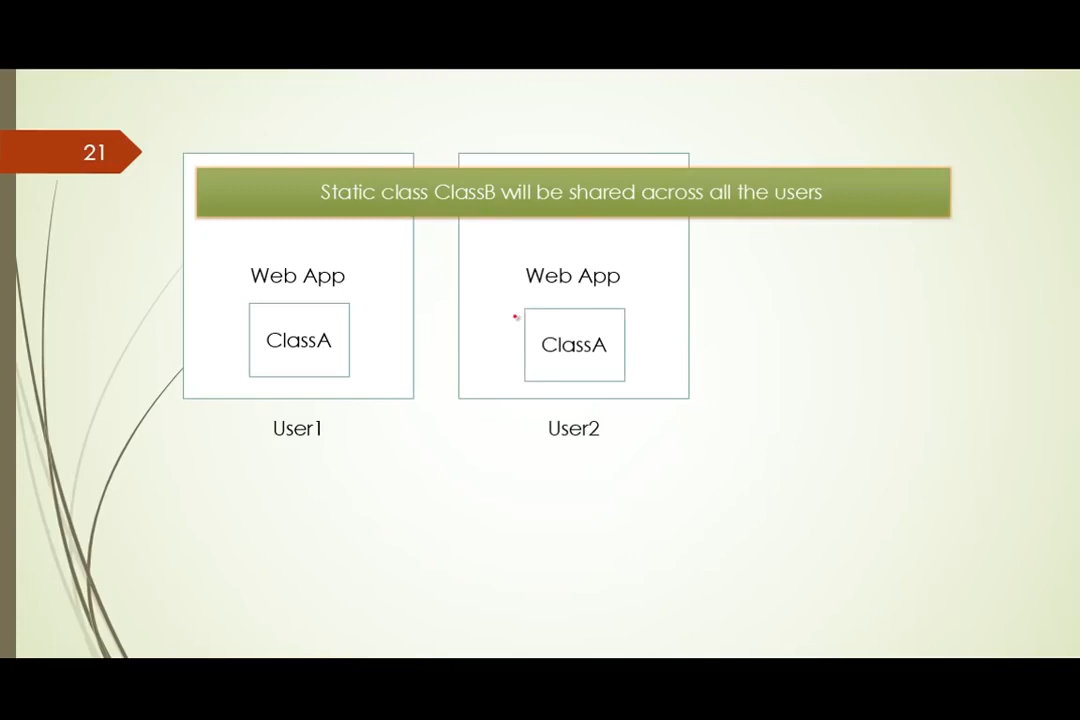 21
Static class ClassB will be shared across all the users
Web App
ClassA
User1
Web App
ClassA
User2